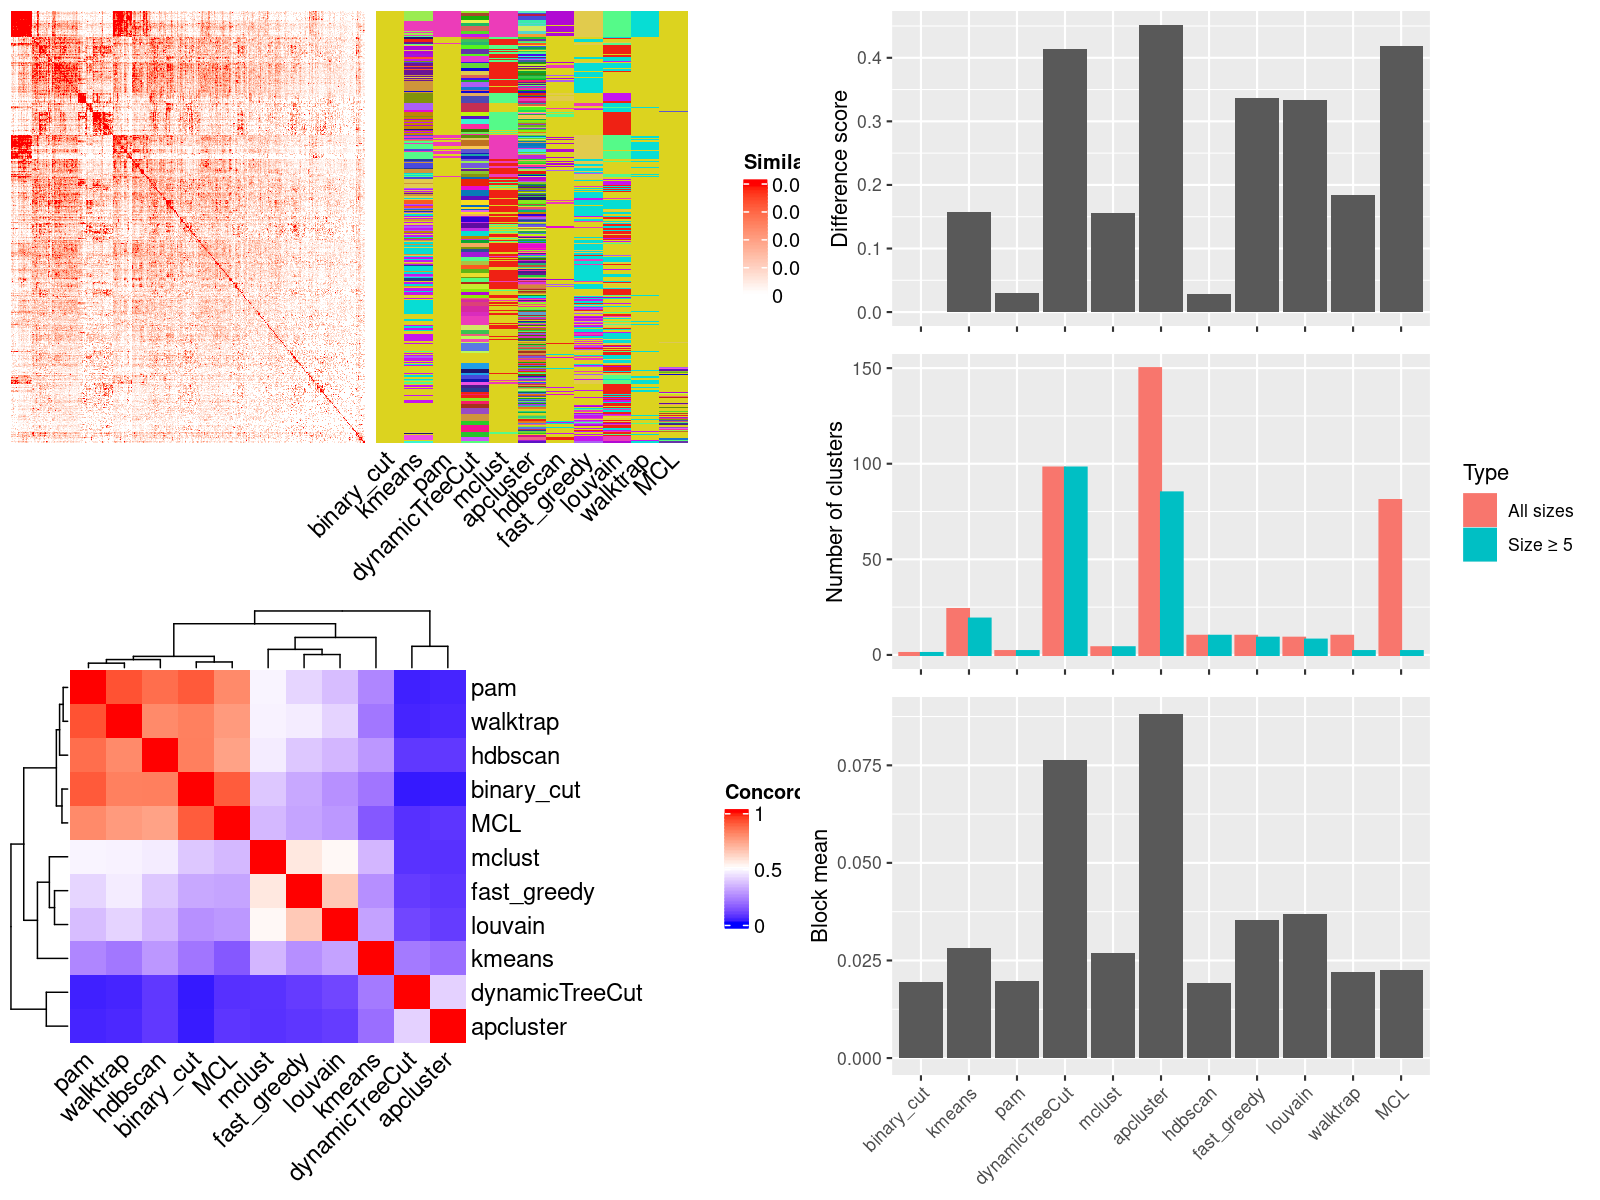 Simila
0.0
0.0
0.0
0.0
0
binary_cut
kmeans
pam
dynamicTreeCut
mclust
apcluster
hdbscan
fast_greedy
louvain
walktrap
MCL
pam
walktrap
hdbscan
binary_cut
MCL
mclust
fast_greedy
louvain
kmeans
dynamicTreeCut
apcluster
pam
walktrap
hdbscan
binary_cut
MCL
mclust
fast_greedy
louvain
kmeans
dynamicTreeCut
apcluster
Concord
1
0.5
0
Difference score
0.4
0.3
0.2
0.1
0.0
Number of clusters
150
100
50
0
Type
All sizes
Size ≥ 5
Block mean
0.075
0.050
0.025
0.000
binary_cut
kmeans
pam
dynamicTreeCut
mclust
apcluster
hdbscan
fast_greedy
louvain
walktrap
MCL